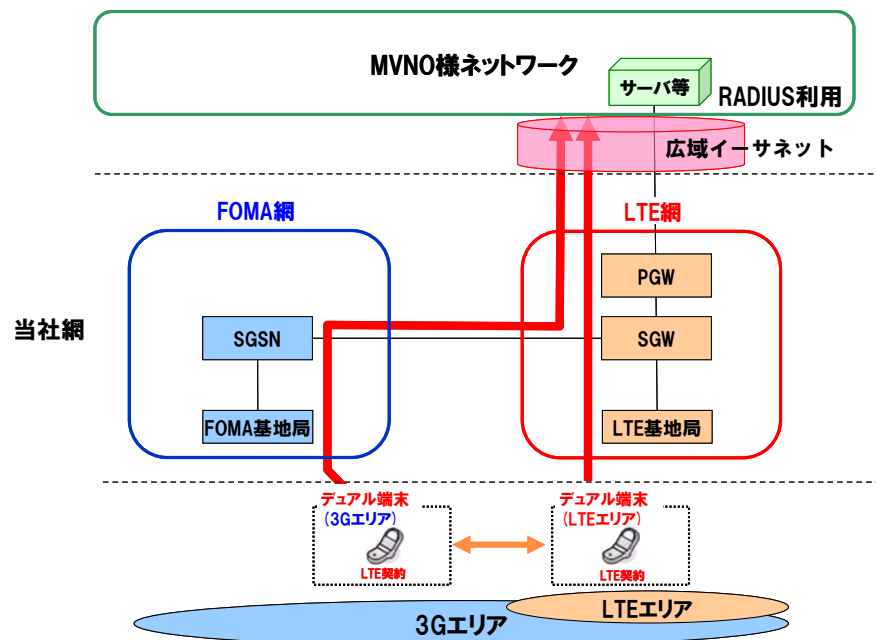 MVNO様ネットワーク
サーバ等
RADIUS利用
広域イーサネット
FOMA網
LTE網
PGW
当社網
SGSN
SGW
FOMA基地局
LTE基地局
デュアル端末
(3Gエリア)
LTE契約
デュアル端末
(LTEエリア)
LTE契約
LTEエリア
3Gエリア